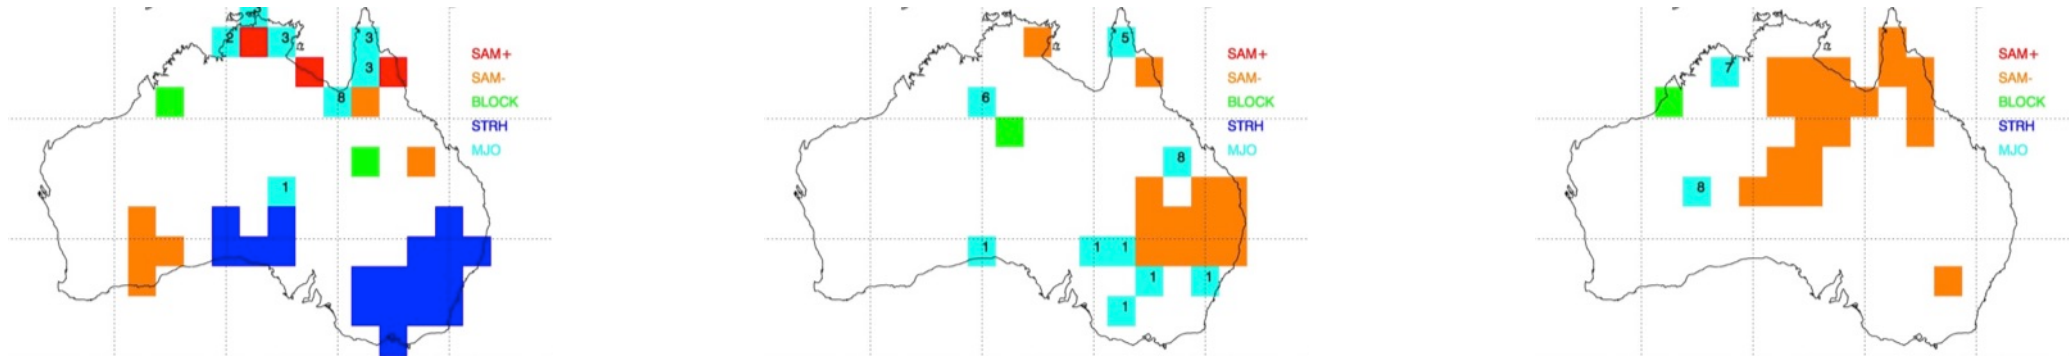 2 3 3
SAM+
3
SAM-
8
BLOCK
STRH
MJO
1
5
SAM+
SAM-
6
BLOCK
STRH
MJO
8
1 1 1
1 1
1
SAM+
7
SAM-
BLOCK
STRH
MJO
8